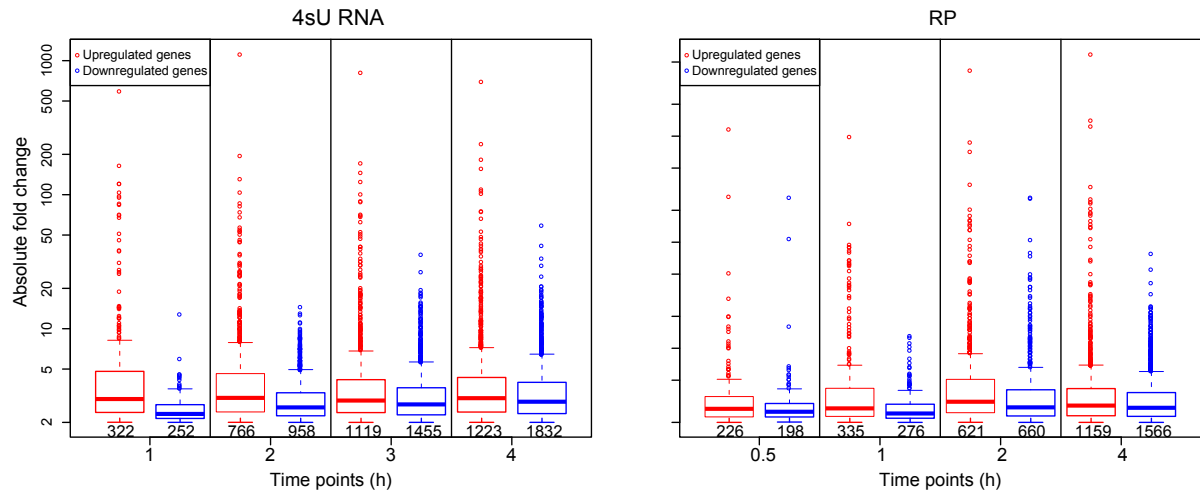 4sU RNA
Upregulated genes
Downregulated genes
Absolute fold change
1000
500
200
100
50
20
10
5
2
322 252 766 958 1119 1455 1223 1832
1 2 3 4
Time points (h)
RP
Upregulated genes
Downregulated genes
226 198 335 276 621 660 1159 1566
0.5 1 2 4
Time points (h)